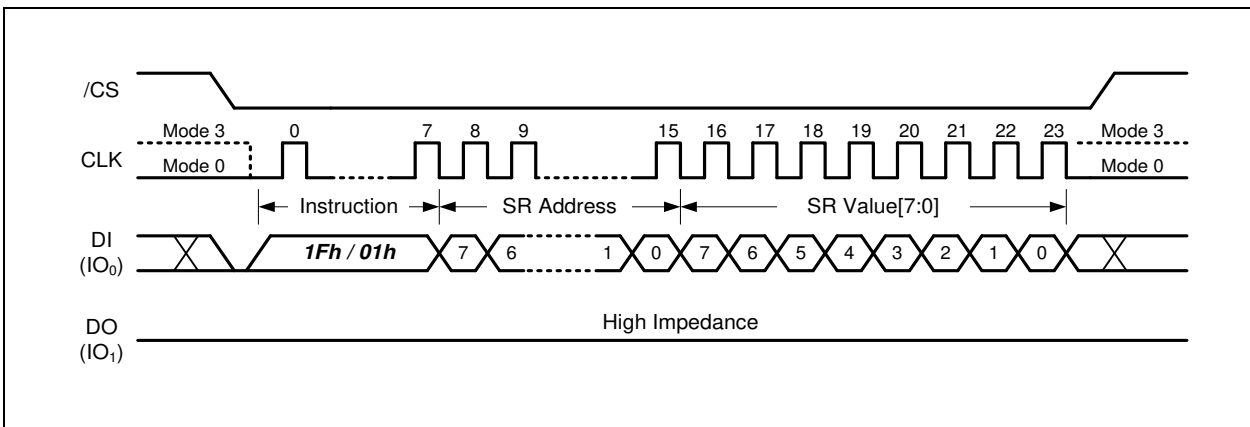 /CS
Mode 3 0 7 8 9 15 16 17 18 19 20 21 22 23 Mode 3
CLK
Mode 0 Mode 0
Instruction SR Address SR Value[7:0]
DI
(IO₀)
1Fh / 01h 7 6 1 0 7 6 5 4 3 2 1 0
High Impedance
DO
(IO₁)